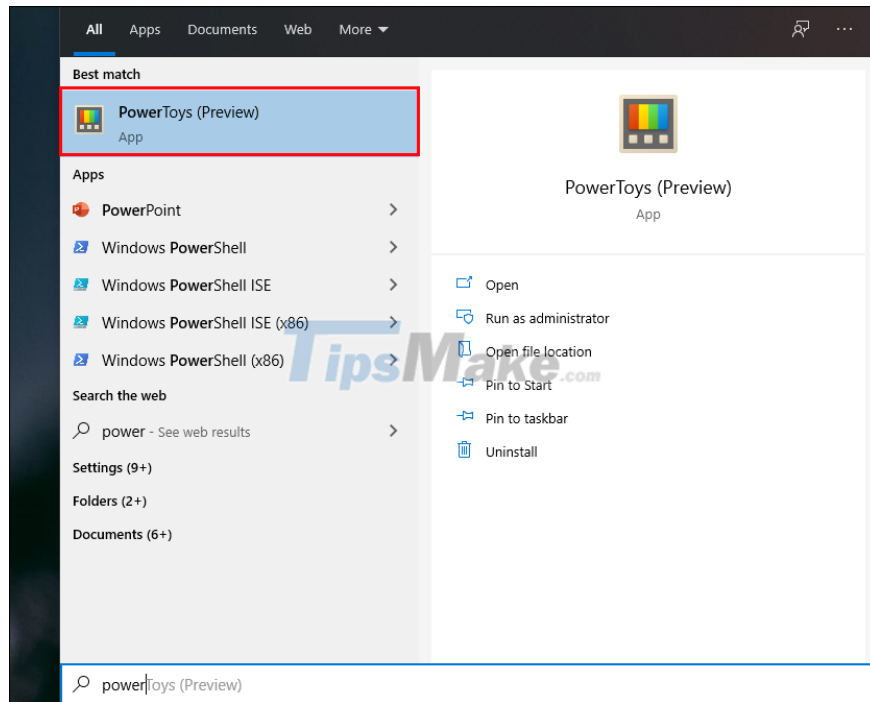 All Apps Documents Web More
Best match
PowerToys (Preview)
App
Apps
PowerPoint
Windows PowerShell
Windows PowerShell ISE
Windows PowerShell ISE (x86)
Windows PowerShell (x86)
Search the web
power - See web results
Settings (9+)
Folders (2+)
Documents (6+)
PowerToys (Preview)
App
Open
Run as administrator
Open file location
Pin to Start
Pin to taskbar
Uninstall
TipsMake.com
powerToys (Preview)